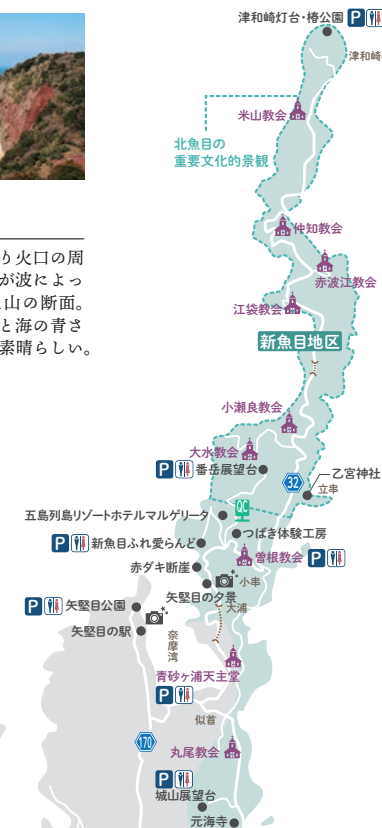 津和崎灯台・椿公園 P
津和崎
米山教会
北魚目の
重要文化的景観
仲知教会
り火口の周
が波によっ
山の断面。
と海の青さ
素晴らしい。
赤波江教会
江袋教会
新魚目地区
小瀬良教会
大水教会
P 番岳展望台
32
乙宮神社
立串
五島列島リゾートホテルマルゲリータ
QC
つばき体験工房
P 新魚目ふれ愛らんど
曽根教会 P
赤ダキ断崖
小串
矢堅目の夕景
大浦
P 矢堅目公園
矢堅目の駅
奈摩湾
青砂ヶ浦天主堂
P
似首
170
丸尾教会
P
城山展望台
元海寺